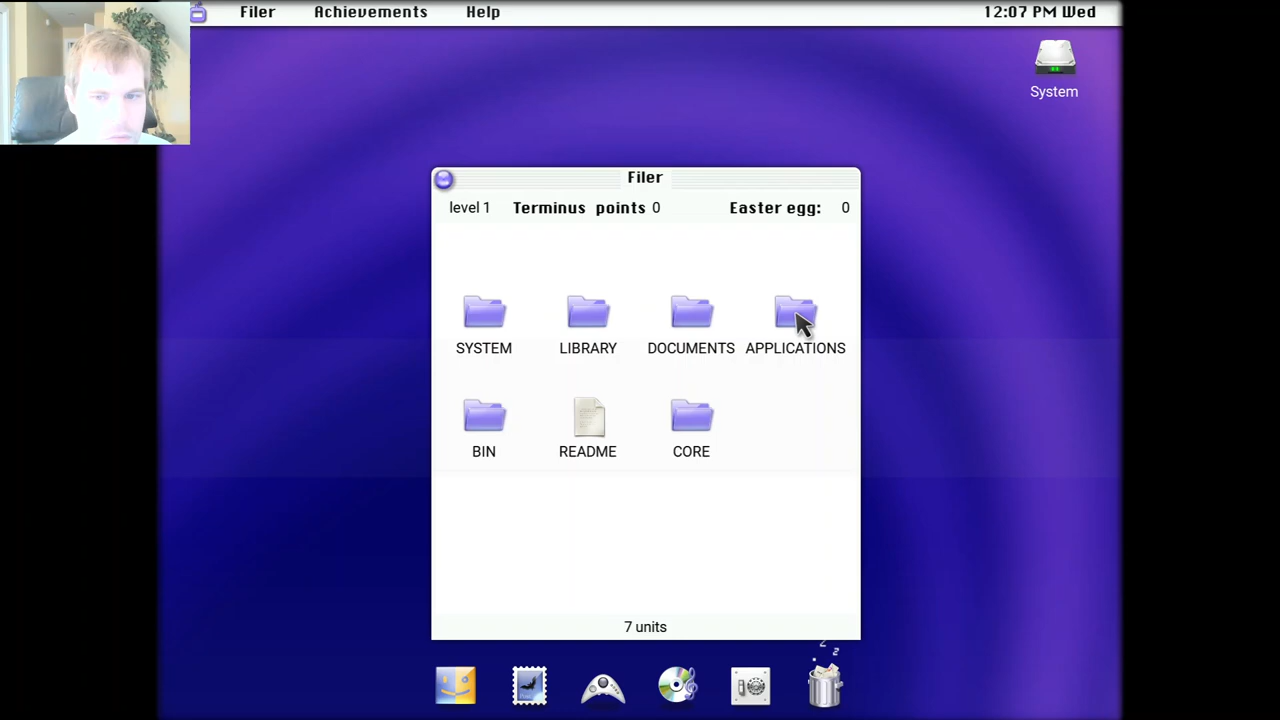 Filer Achievements Help 12:07 PM Wed
System
Filer
level 1 Terminus points 0 Easter egg: 0
SYSTEM LIBRARY DOCUMENTS APPLICATIONS
BIN README CORE
7 units
z
z